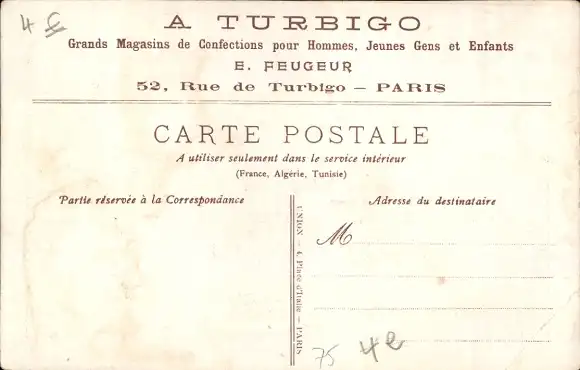 4 €
A TURBIGO
Grands Magasins de Confections pour Hommes, Jeunes Gens et Enfants
E. FEUGEUR
52, Rue de Turbigo — PARIS
CARTE POSTALE
A utiliser seulement dans le service intérieur
(France, Algérie, Tunisie)
Partie réservée à la Correspondance
Adresse du destinataire
M
UNION — 4, Place d'Italie — PARIS
75
4e